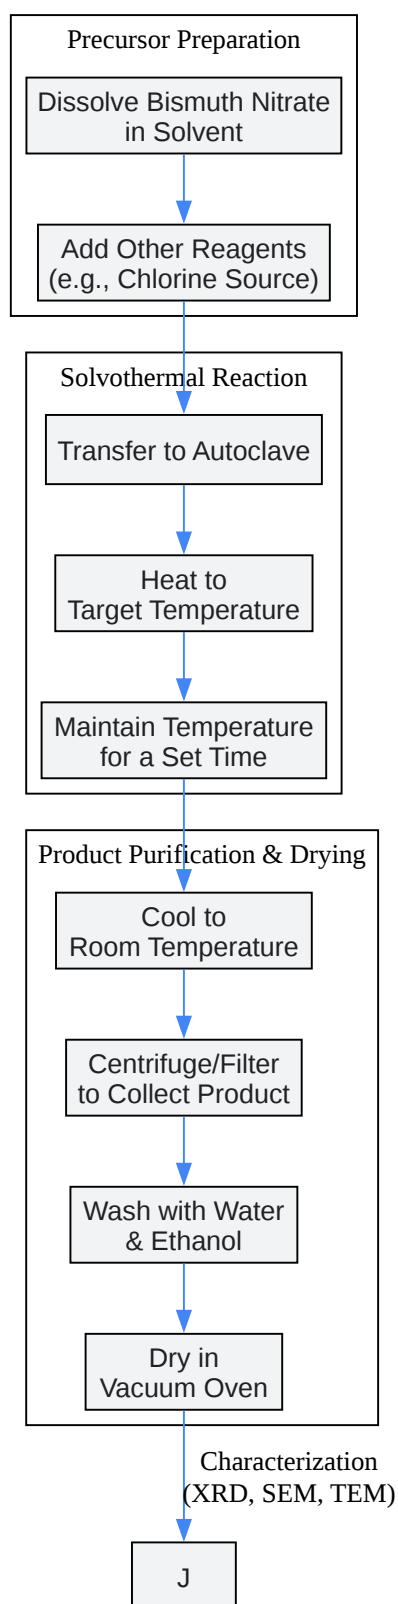 Precursor Preparation
Dissolve Bismuth Nitrate
in Solvent
Add Other Reagents
(e.g., Chlorine Source)
Solvothermal Reaction
Transfer to Autoclave
Heat to
Target Temperature
Maintain Temperature
for a Set Time
Product Purification & Drying
Cool to
Room Temperature
Centrifuge/Filter
to Collect Product
Wash with Water
& Ethanol
Dry in
Vacuum Oven
Characterization
(XRD, SEM, TEM)
J